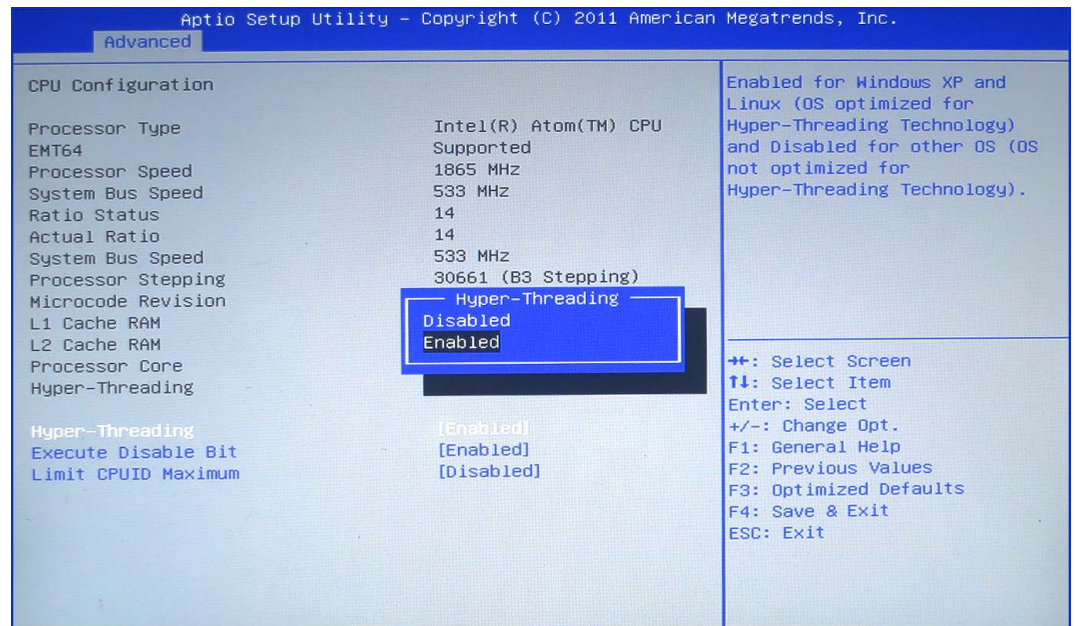 Aptio Setup Utility – Copyright (C) 2011 American Megatrends, Inc.
Advanced
CPU Configuration
Processor Type Intel(R) Atom(TM) CPU
EMT64 Supported
Processor Speed 1865 MHz
System Bus Speed 533 MHz
Ratio Status 14
Actual Ratio 14
System Bus Speed 533 MHz
Processor Stepping 30661 (B3 Stepping)
Microcode Revision
L1 Cache RAM
L2 Cache RAM
Processor Core
Hyper-Threading
Hyper-Threading [Enabled]
Execute Disable Bit [Enabled]
Limit CPUID Maximum [Disabled]
Hyper-Threading
Disabled
Enabled
Enabled for Windows XP and
Linux (OS optimized for
Hyper-Threading Technology)
and Disabled for other OS (OS
not optimized for
Hyper-Threading Technology).
→←: Select Screen
↑↓: Select Item
Enter: Select
+/-: Change Opt.
F1: General Help
F2: Previous Values
F3: Optimized Defaults
F4: Save & Exit
ESC: Exit